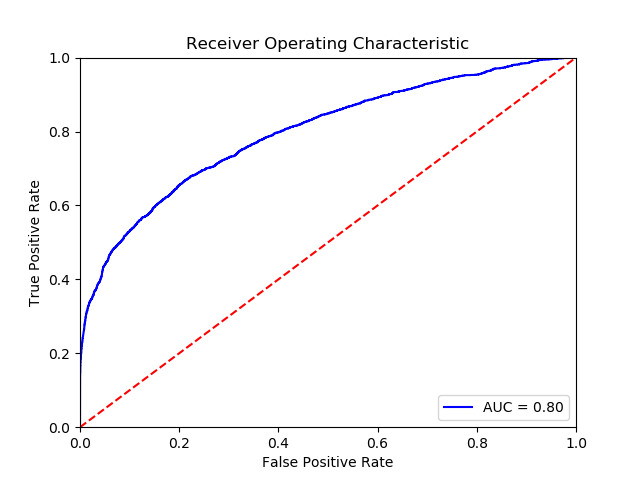 Receiver Operating Characteristic
1.0
0.8
0.6
0.4
0.2
0.0
True Positive Rate
AUC = 0.80
0.0 0.2 0.4 0.6 0.8 1.0
False Positive Rate